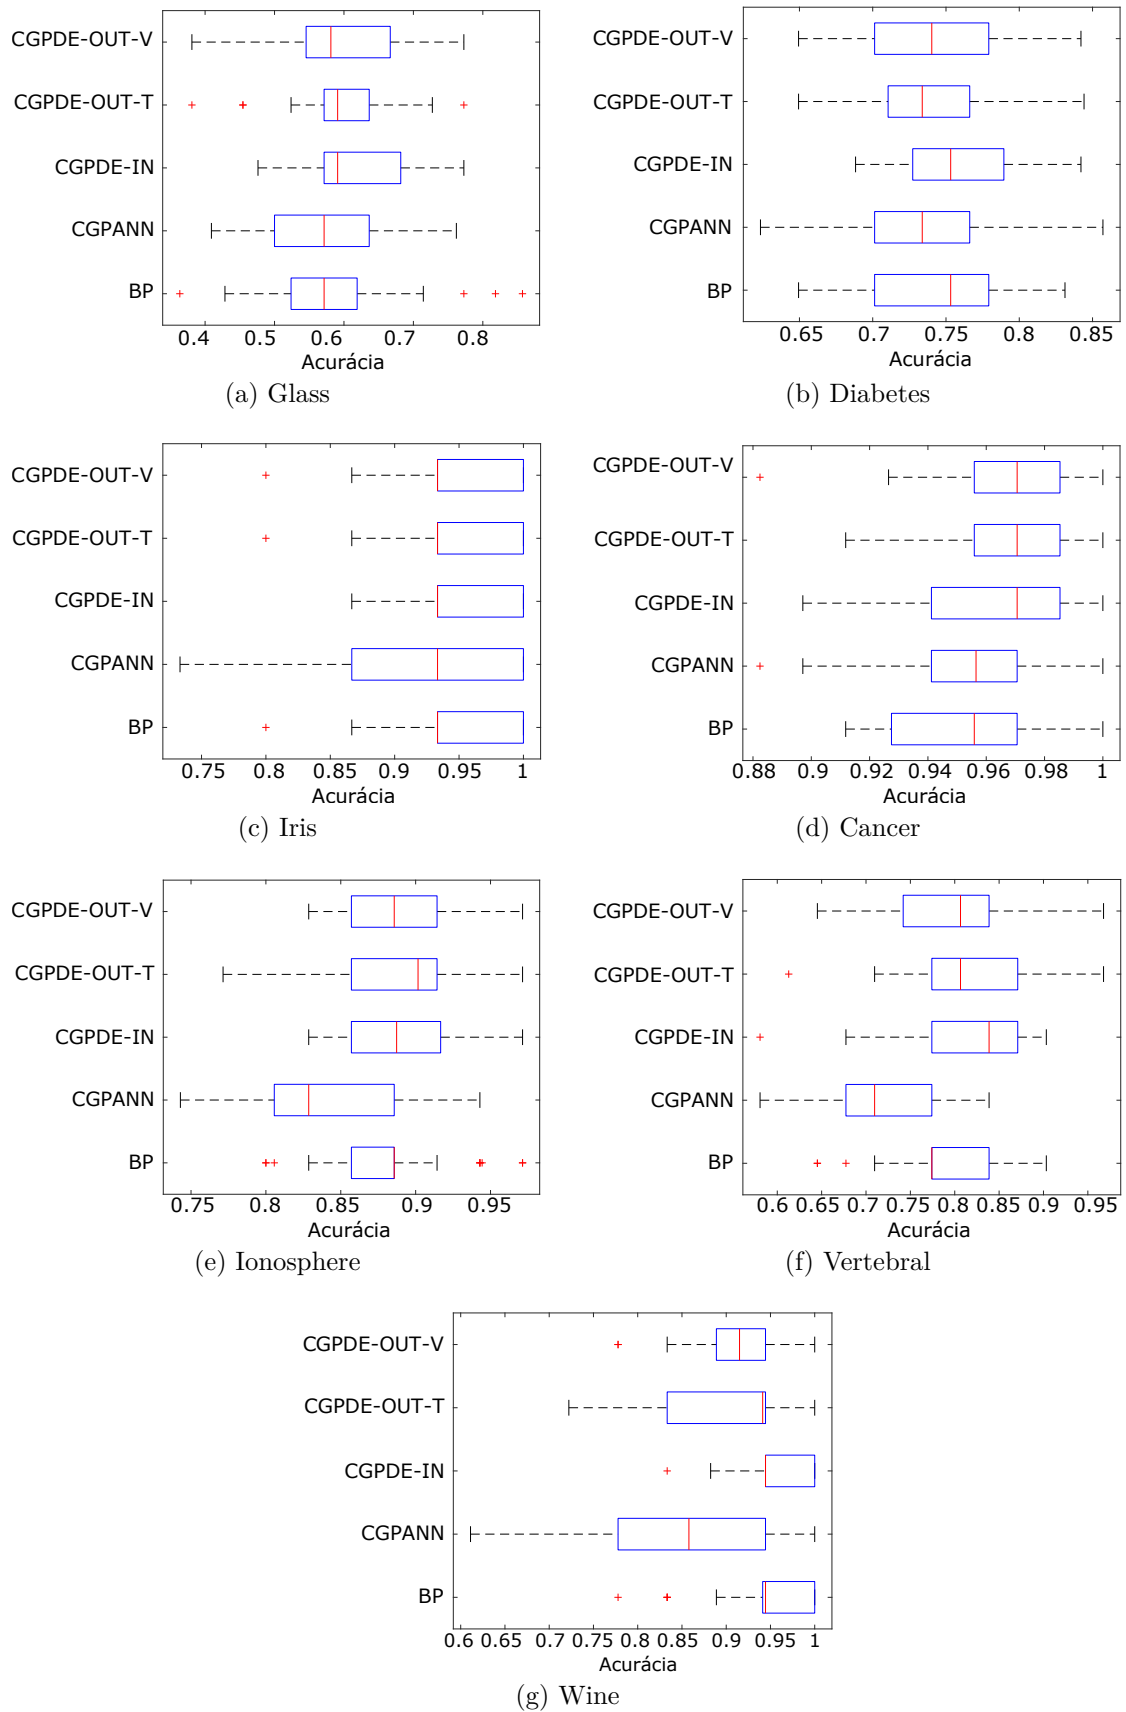 CGPDE-OUT-V
CGPDE-OUT-T
CGPDE-IN
CGPANN
BP
0.4 0.5 0.6 0.7 0.8
Acurácia
(a) Glass
CGPDE-OUT-V
CGPDE-OUT-T
CGPDE-IN
CGPANN
BP
0.65 0.7 0.75 0.8 0.85
Acurácia
(b) Diabetes
CGPDE-OUT-V
CGPDE-OUT-T
CGPDE-IN
CGPANN
BP
0.75 0.8 0.85 0.9 0.95 1
Acurácia
(c) Iris
CGPDE-OUT-V
CGPDE-OUT-T
CGPDE-IN
CGPANN
BP
0.88 0.9 0.92 0.94 0.96 0.98 1
Acurácia
(d) Cancer
CGPDE-OUT-V
CGPDE-OUT-T
CGPDE-IN
CGPANN
BP
0.75 0.8 0.85 0.9 0.95
Acurácia
(e) Ionosphere
CGPDE-OUT-V
CGPDE-OUT-T
CGPDE-IN
CGPANN
BP
0.6 0.65 0.7 0.75 0.8 0.85 0.9 0.95
Acurácia
(f) Vertebral
CGPDE-OUT-V
CGPDE-OUT-T
CGPDE-IN
CGPANN
BP
0.6 0.65 0.7 0.75 0.8 0.85 0.9 0.95 1
Acurácia
(g) Wine